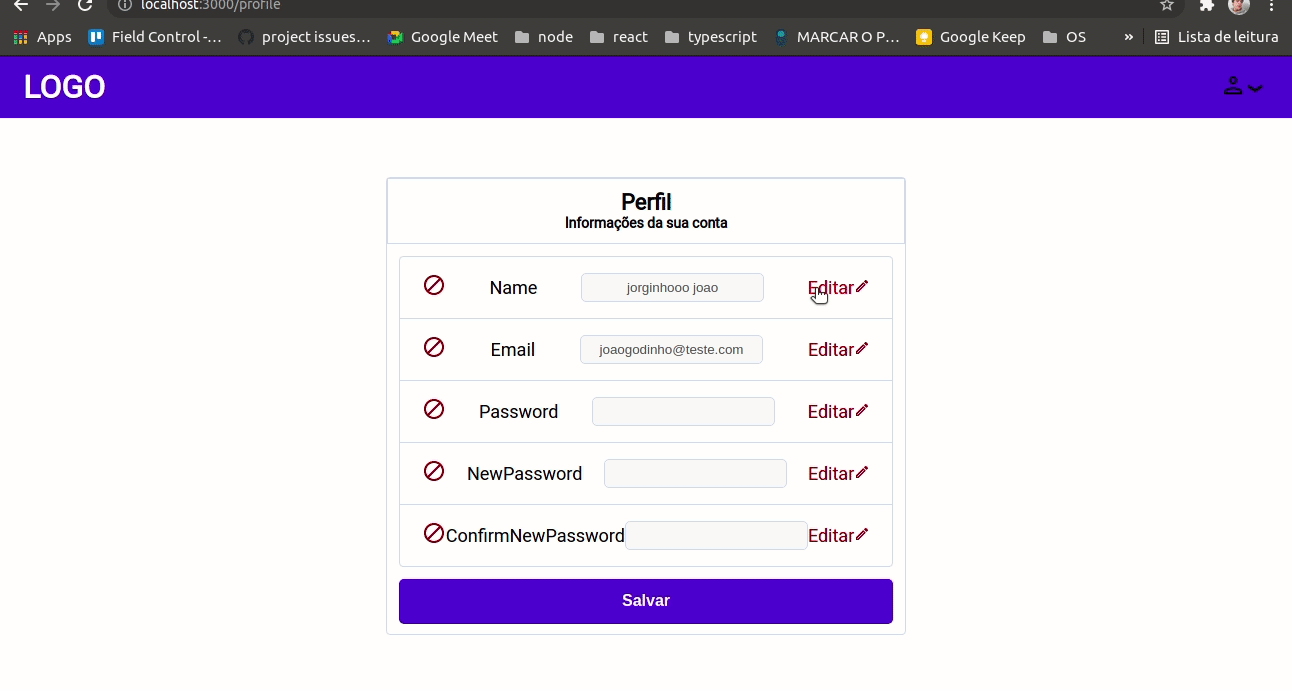 localhost:3000/profile
Apps Field Control -... project issues... Google Meet node react typescript MARCAR O P... Google Keep OS » Lista de leitura
LOGO
Perfil
Informações da sua conta
Name jorginhooo joao Editar
Email joaogodinho@teste.com Editar
Password Editar
NewPassword Editar
ConfirmNewPassword Editar
Salvar